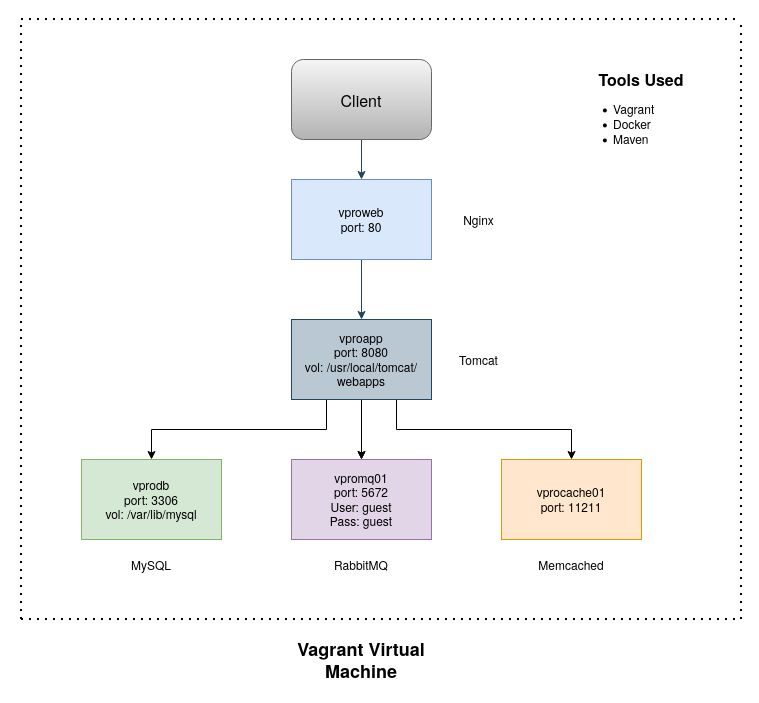 Client
Tools Used
Vagrant
Docker
Maven
vproweb
port: 80
Nginx
vproapp
port: 8080
vol: /usr/local/tomcat/
webapps
Tomcat
vprodb
port: 3306
vol: /var/lib/mysql
vpromq01
port: 5672
User: guest
Pass: guest
vprocache01
port: 11211
MySQL
RabbitMQ
Memcached
Vagrant Virtual
Machine